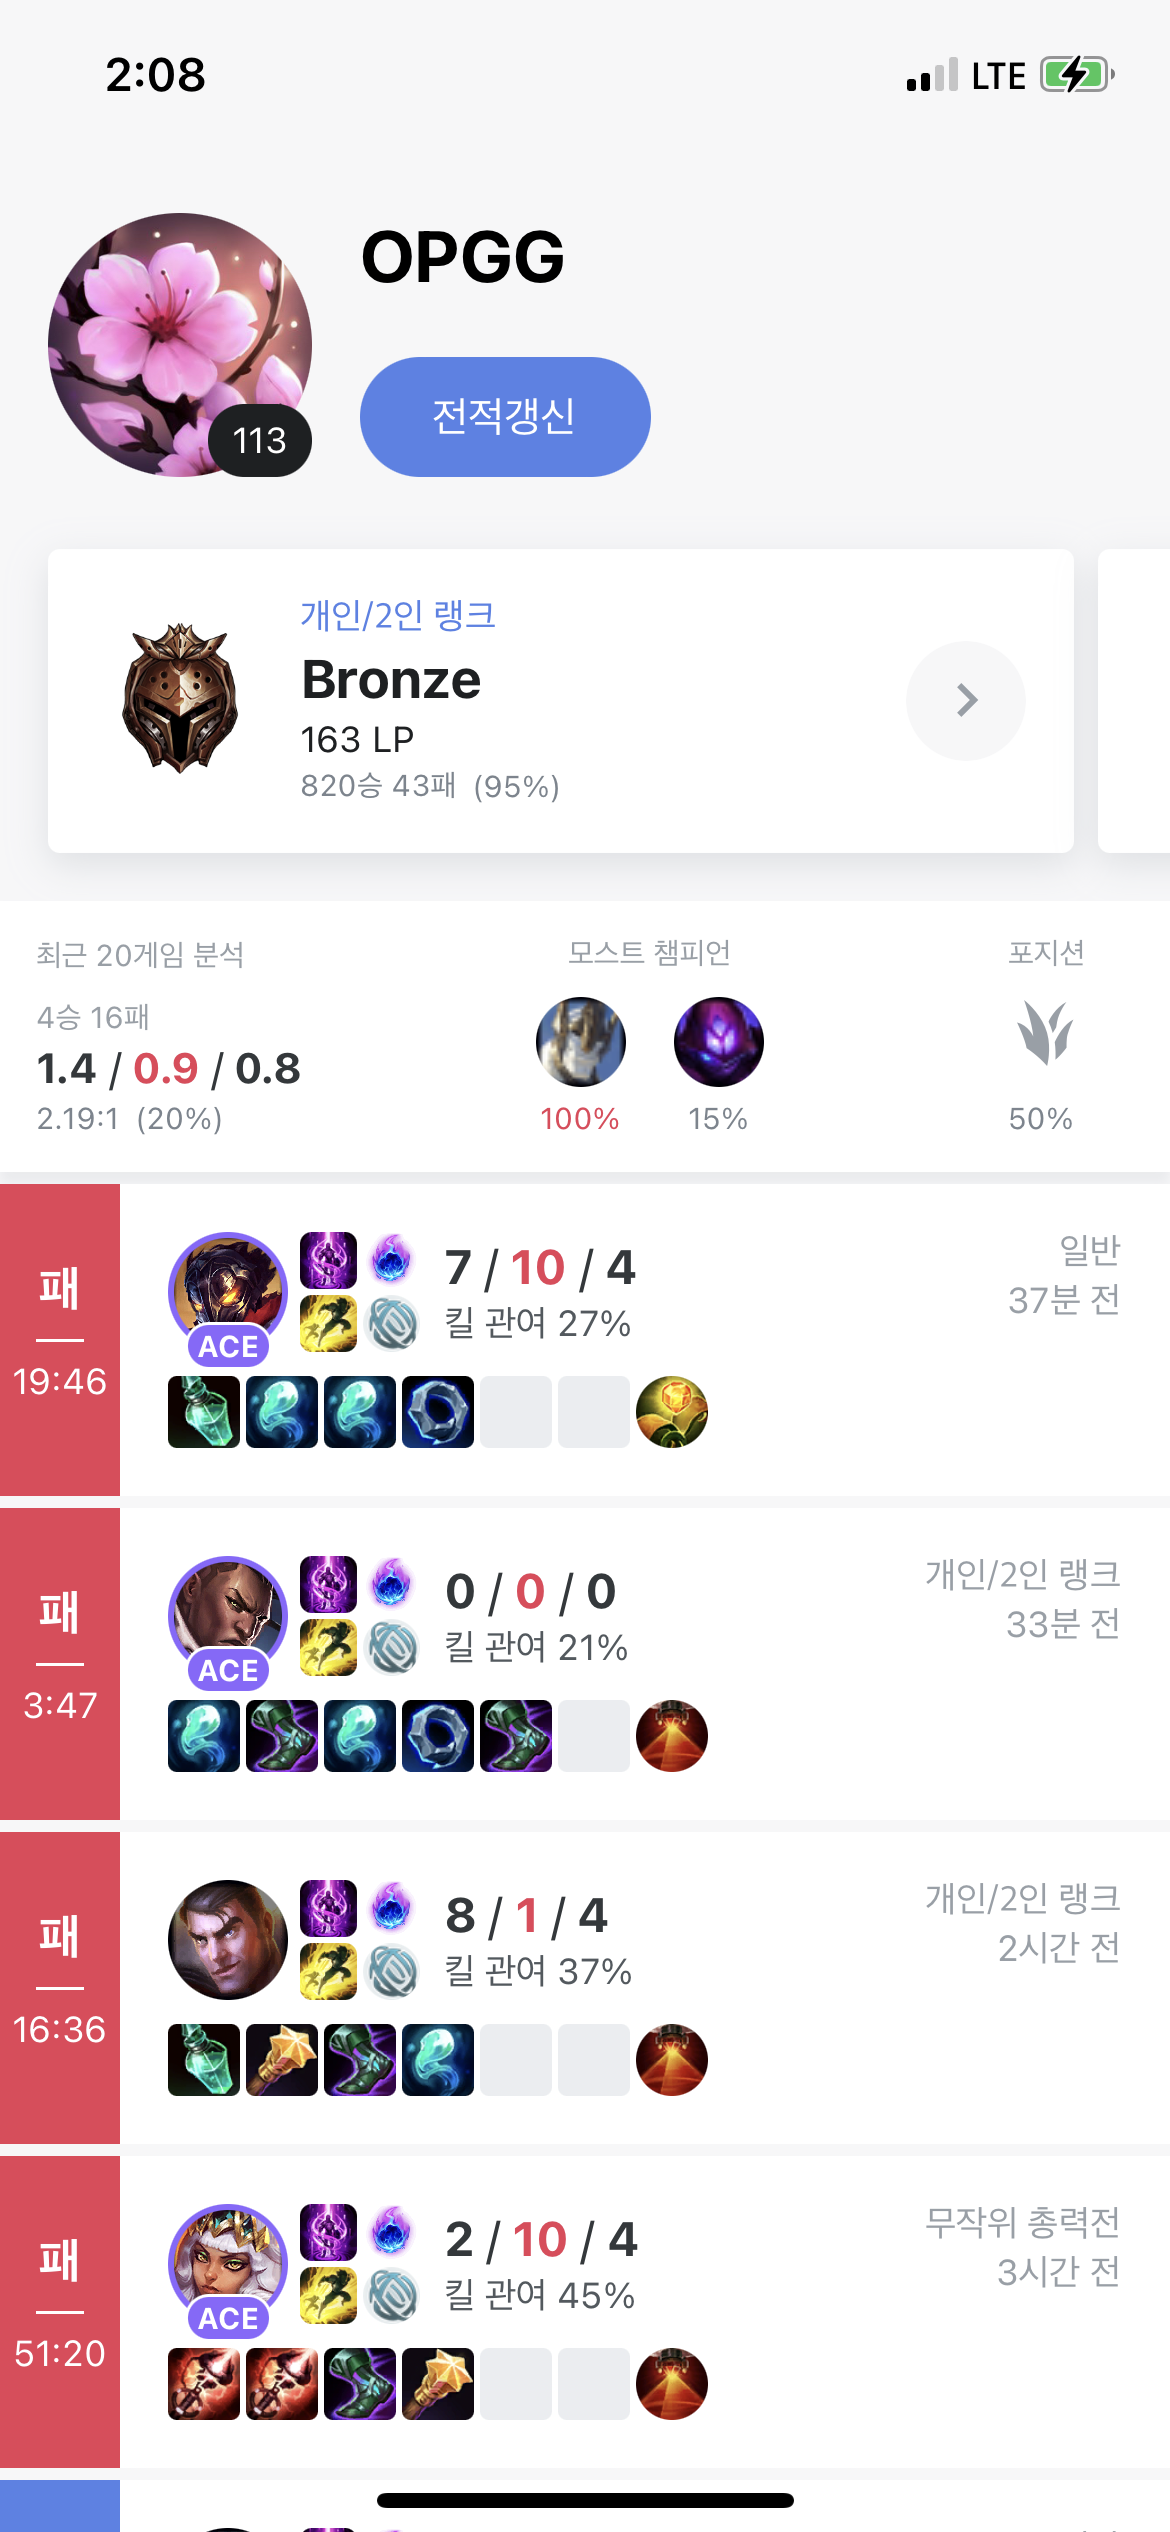 2:08
LTE
OPGG
113
전적갱신
개인/2인 랭크
Bronze
163 LP
820승 43패 (95%)
최근 20게임 분석
모스트 챔피언
포지션
4승 16패
1.4 / 0.9 / 0.8
2.19:1 (20%)
100%
15%
50%
패
19:46
ACE
7 / 10 / 4
킬 관여 27%
일반
37분 전
패
3:47
ACE
0 / 0 / 0
킬 관여 21%
개인/2인 랭크
33분 전
패
16:36
8 / 1 / 4
킬 관여 37%
개인/2인 랭크
2시간 전
패
51:20
ACE
2 / 10 / 4
킬 관여 45%
무작위 총력전
3시간 전